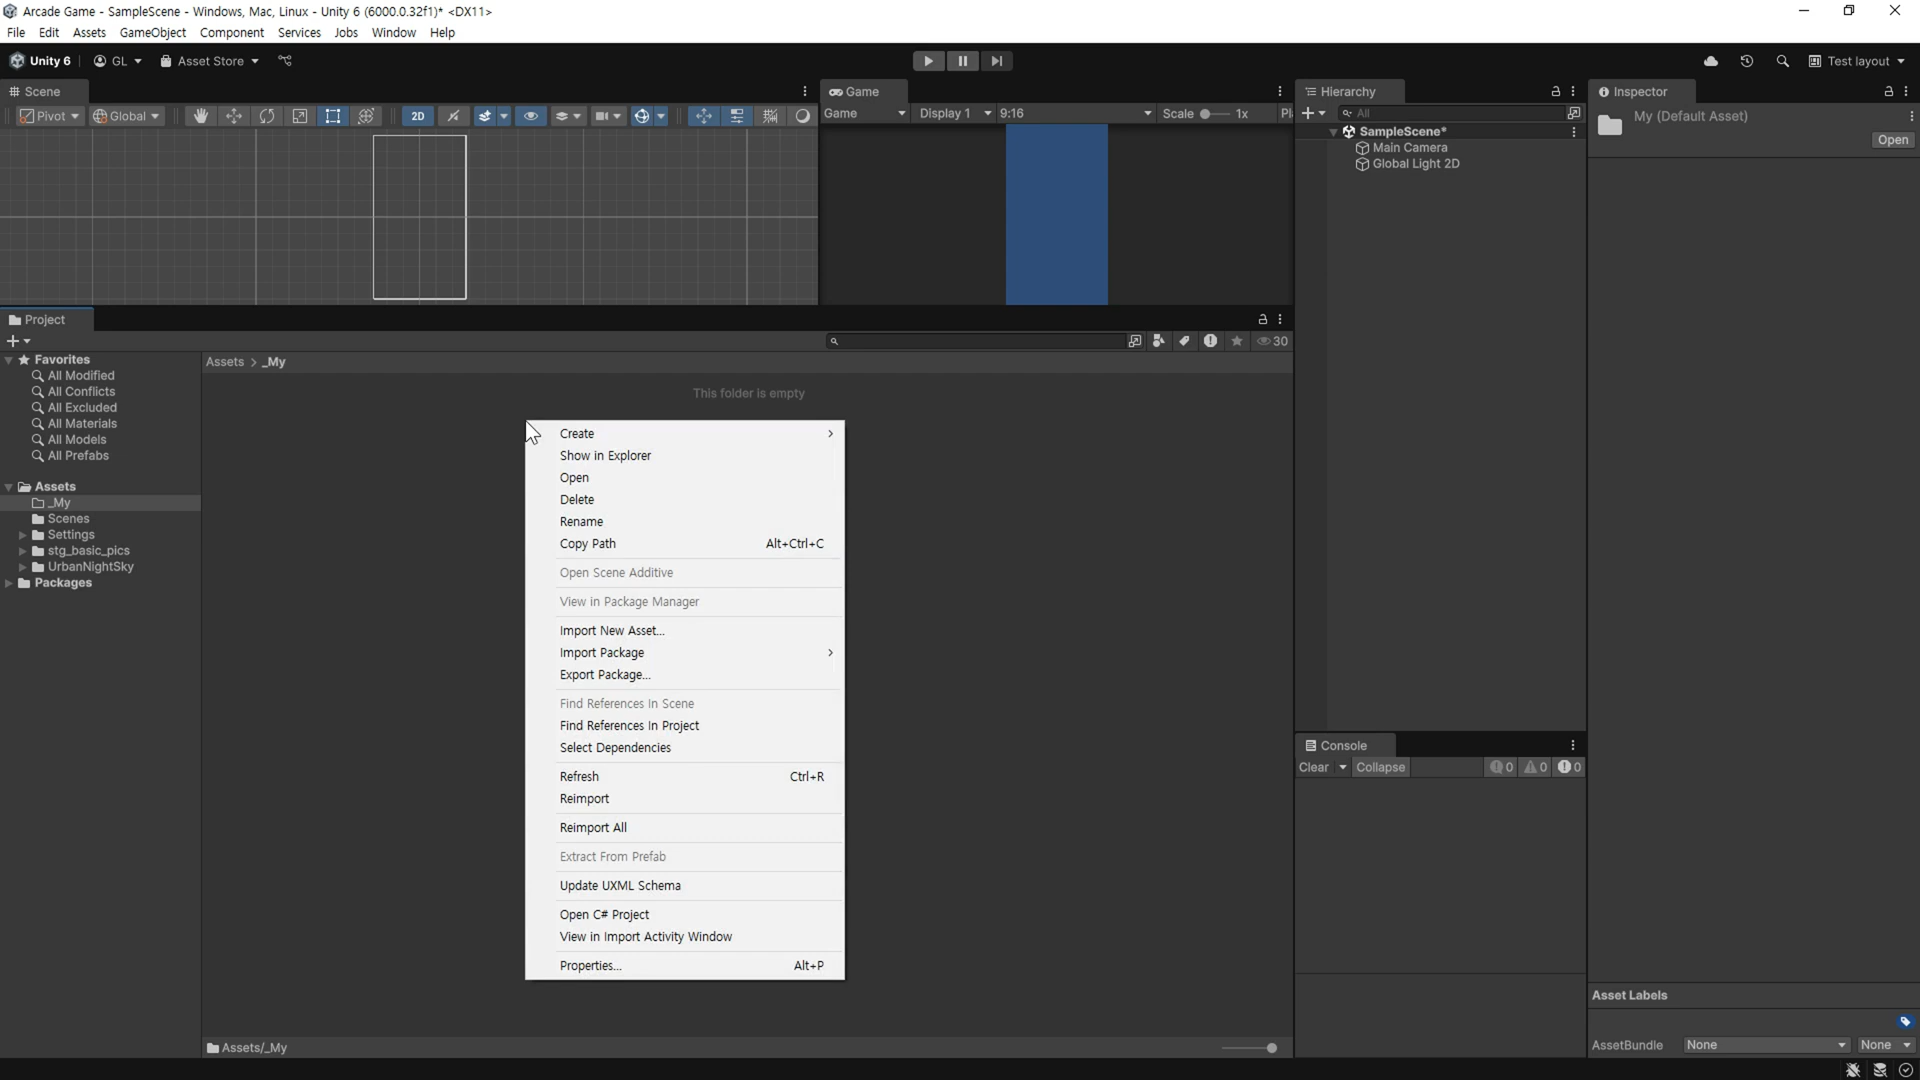 Arcade Game - SampleScene - Windows, Mac, Linux - Unity 6 (6000.0.32f1)* <DX11>
File Edit Assets GameObject Component Services Jobs Window Help
Unity 6 GL Asset Store Test layout
Scene
Pivot Global 2D
Game
Game Display 1 9:16 Scale 1x Pl
Hierarchy
All
SampleScene*
Main Camera
Global Light 2D
Inspector
My (Default Asset)
Open
Project
30
Favorites
All Modified
All Conflicts
All Excluded
All Materials
All Models
All Prefabs
Assets
_My
Scenes
Settings
stg_basic_pics
UrbanNightSky
Packages
Assets > _My
This folder is empty
Create
Show in Explorer
Open
Delete
Rename
Copy Path Alt+Ctrl+C
Open Scene Additive
View in Package Manager
Import New Asset...
Import Package
Export Package...
Find References In Scene
Find References In Project
Select Dependencies
Refresh Ctrl+R
Reimport
Reimport All
Extract From Prefab
Update UXML Schema
Open C# Project
View in Import Activity Window
Properties... Alt+P
Assets/_My
Console
Clear Collapse 0 0 0
Asset Labels
AssetBundle None None